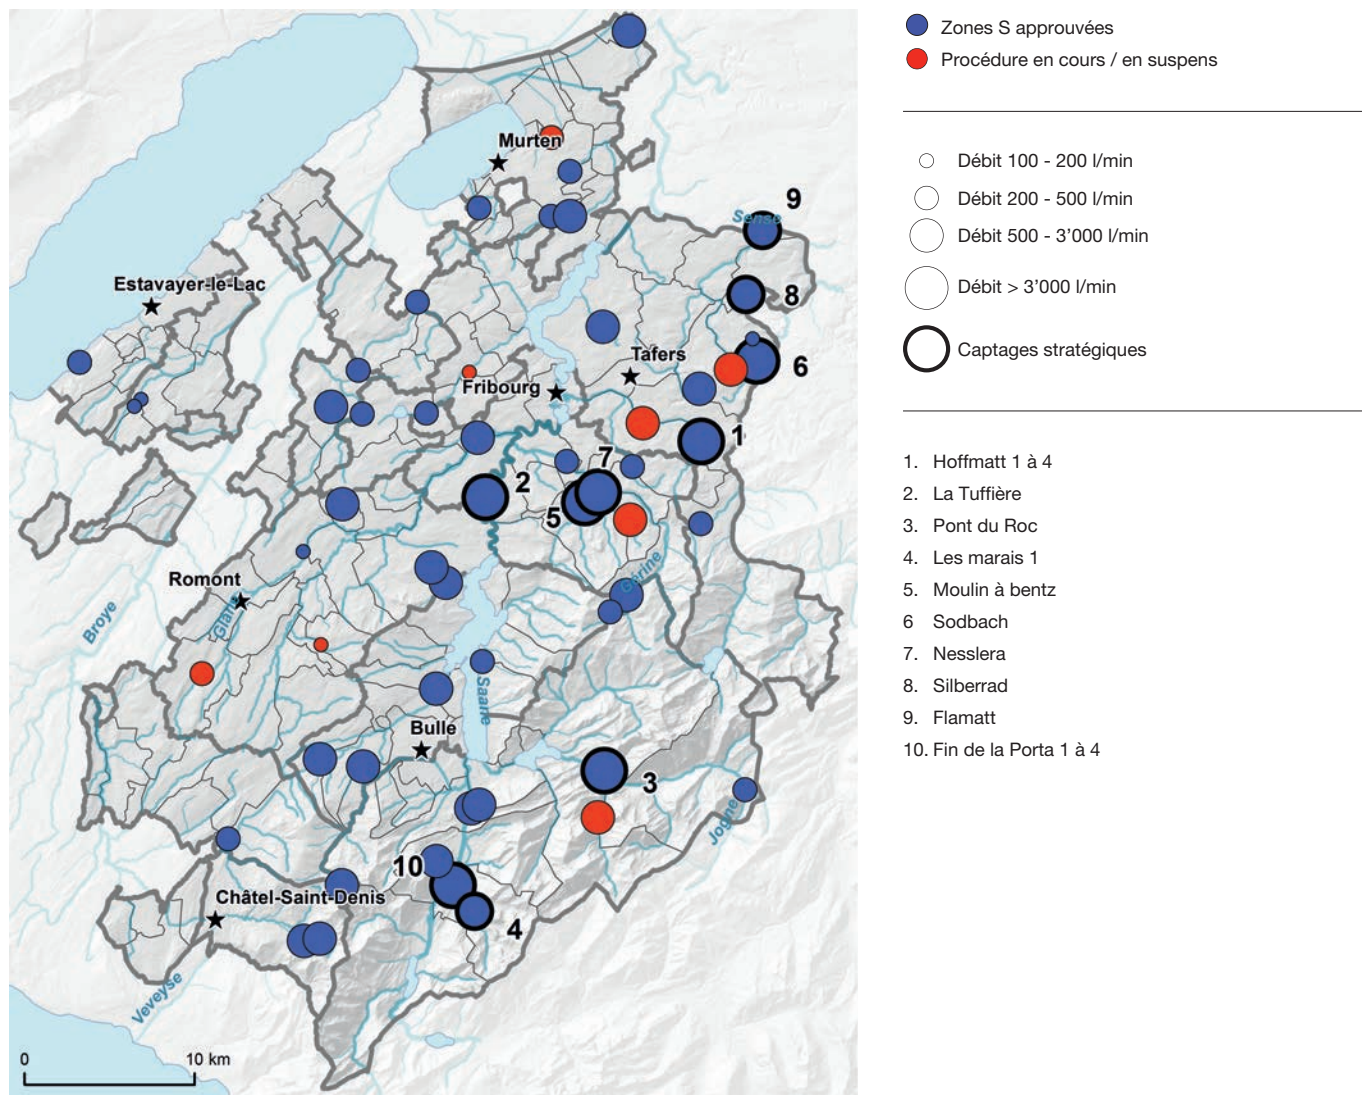 Zones S approuvées
Procédure en cours / en suspens
Débit 100 - 200 l/min
Débit 200 - 500 l/min
Débit 500 - 3’000 l/min
Débit > 3’000 l/min
Captages stratégiques
1. Hoffmatt 1 à 4
2. La Tuffière
3. Pont du Roc
4. Les marais 1
5. Moulin à bentz
6 Sodbach
7. Nesslera
8. Silberrad
9. Flamatt
10. Fin de la Porta 1 à 4
Murten
9
Sense
Estavayer-le-Lac
8
Tafers
6
Fribourg
1
7
2
5
Gérine
Romont
Glâne
Broye
Saane
Bulle
3
Jogne
10
Châtel-Saint-Denis
4
Veveyse
0 10 km